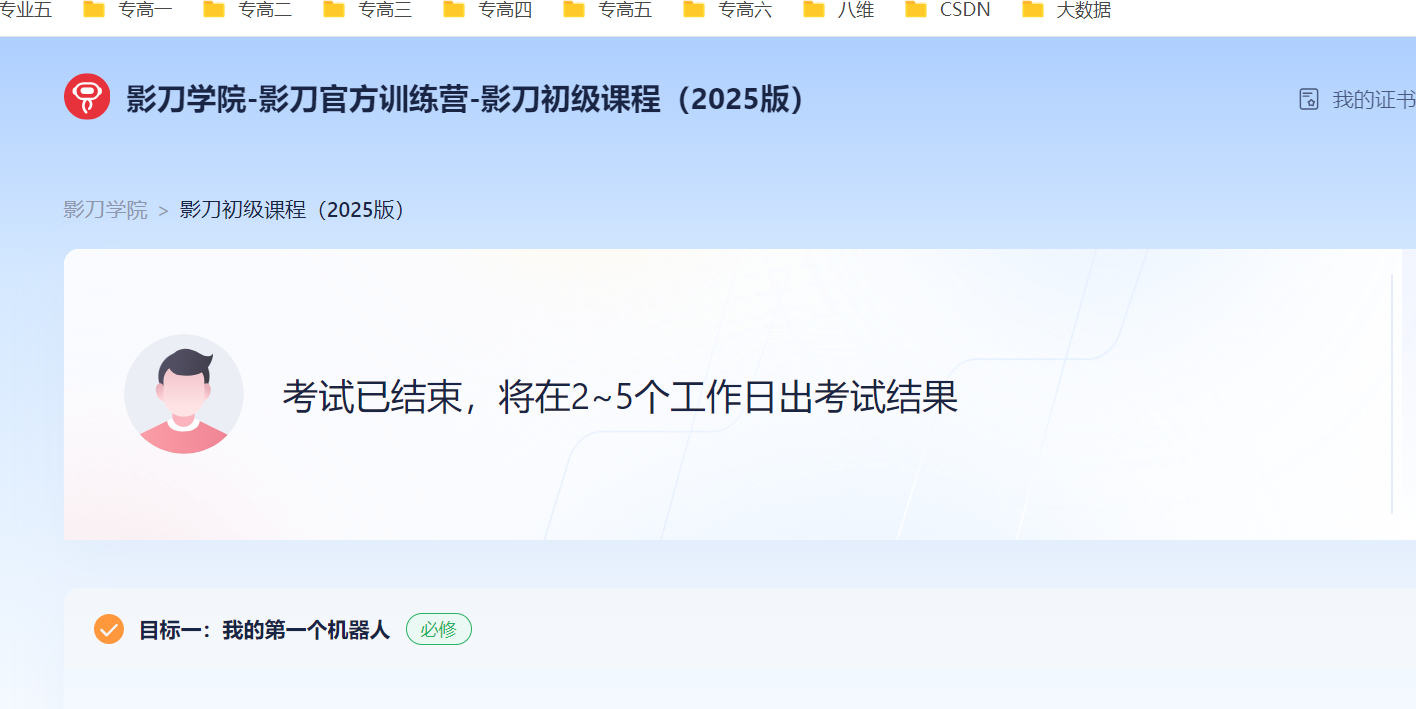 专业五 专高一 专高二 专高三 专高四 专高五 专高六 八维 CSDN 大数据
影刀学院-影刀官方训练营-影刀初级课程（2025版）
我的证书
影刀学院 > 影刀初级课程（2025版）
考试已结束，将在2~5个工作日出考试结果
目标一：我的第一个机器人 必修